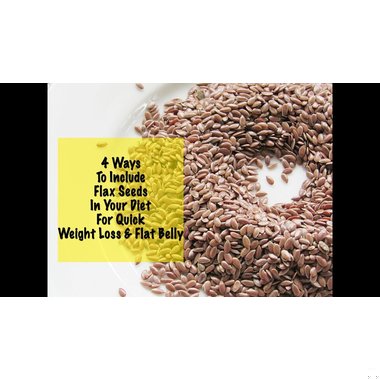 4 Ways
To Include
Flax Seeds
In Your Diet
For Quick
Weight Loss & Flat Belly